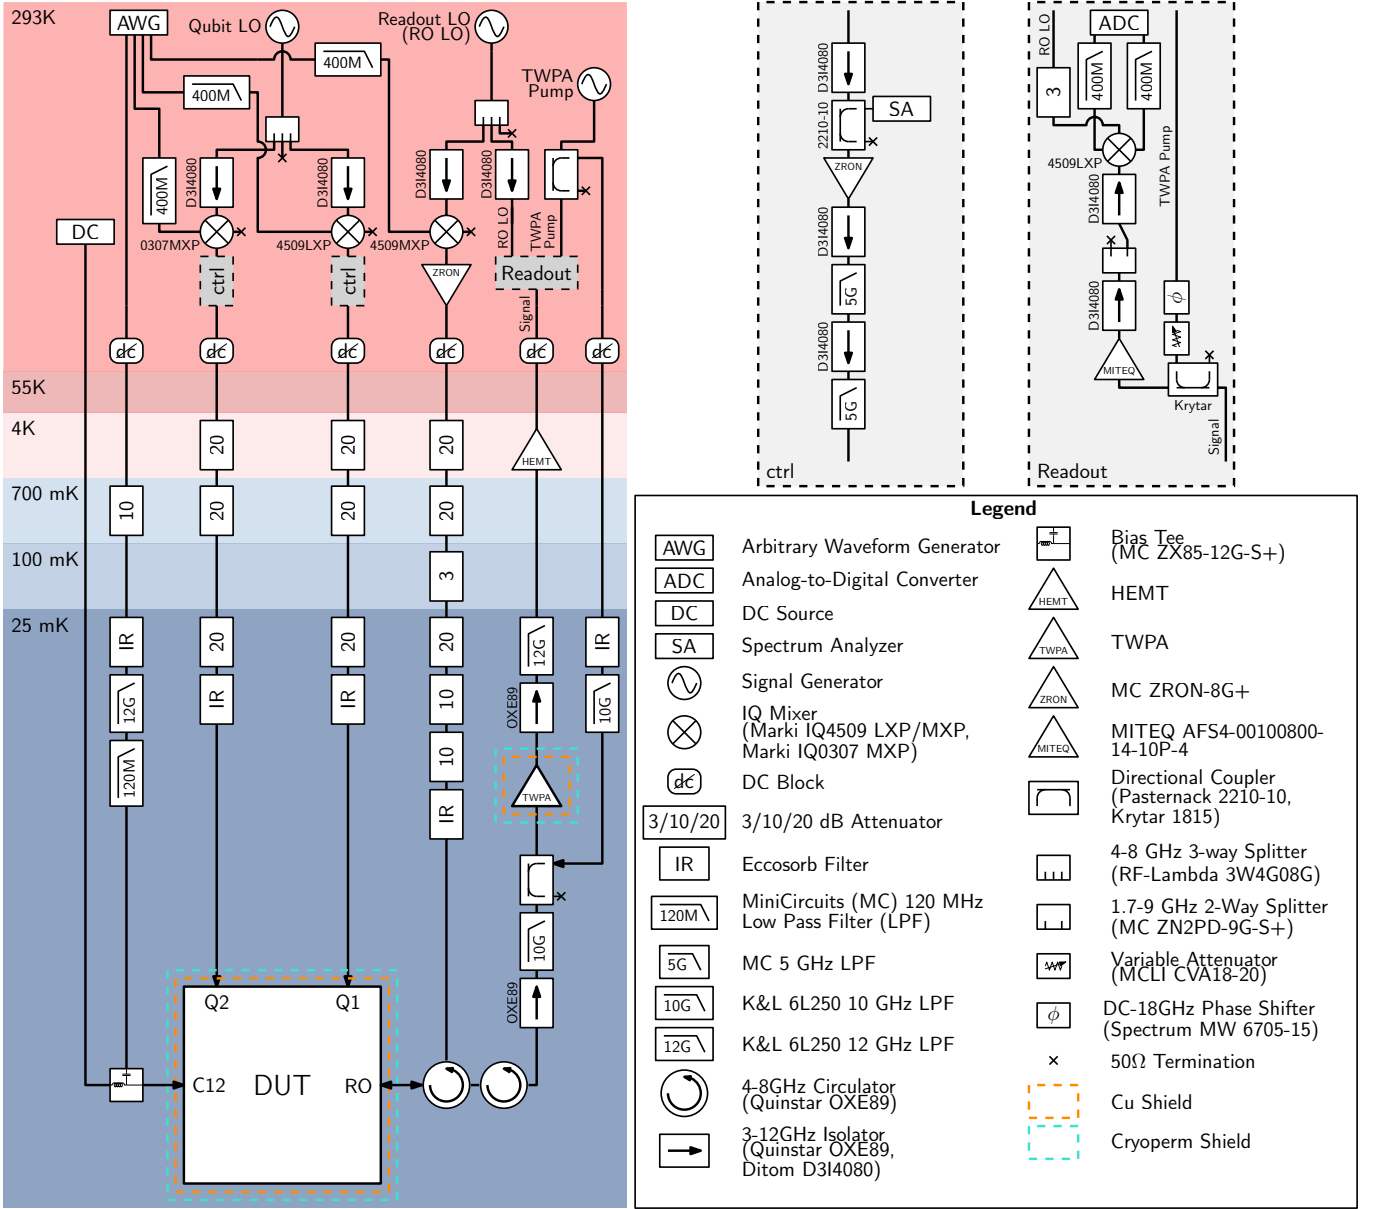 293K
AWG
Qubit LO
Readout LO
(RO LO)
TWPA
Pump
400M
400M
400M
D3I4080
D3I4080
D3I4080
D3I4080
DC
0307MXP
4509LXP
4509MXP
RO LO
TWPA
Pump
ctrl
ctrl
ZRON
Readout
Signal
dc
dc
dc
dc
dc
dc
55K
4K
20
20
20
HEMT
700 mK
10
20
20
20
100 mK
3
25 mK
IR
20
20
20
12G
IR
12G
IR
IR
10
OXE89
10G
120M
10
TWPA
IR
10G
OXE89
Q2
Q1
C12
DUT
RO
D3I4080
2210-10
SA
ZRON
D3I4080
5G
D3I4080
5G
ctrl
RO LO
ADC
3
400M
400M
TWPA Pump
4509LXP
D3I4080
D3I4080
ϕ
MITEQ
Krytar
Signal
Readout
Legend
AWG
Arbitrary Waveform Generator
ADC
Analog-to-Digital Converter
DC
DC Source
SA
Spectrum Analyzer
Signal Generator
IQ Mixer
(Marki IQ4509 LXP/MXP,
Marki IQ0307 MXP)
dc
DC Block
3/10/20
3/10/20 dB Attenuator
IR
Eccosorb Filter
120M
MiniCircuits (MC) 120 MHz
Low Pass Filter (LPF)
5G
MC 5 GHz LPF
10G
K&L 6L250 10 GHz LPF
12G
K&L 6L250 12 GHz LPF
4-8GHz Circulator
(Quinstar OXE89)
3-12GHz Isolator
(Quinstar OXE89,
Ditom D3I4080)
Bias Tee
(MC ZX85-12G-S+)
HEMT
HEMT
TWPA
TWPA
ZRON
MC ZRON-8G+
MITEQ
MITEQ AFS4-00100800-
14-10P-4
Directional Coupler
(Pasternack 2210-10,
Krytar 1815)
4-8 GHz 3-way Splitter
(RF-Lambda 3W4G08G)
1.7-9 GHz 2-Way Splitter
(MC ZN2PD-9G-S+)
Variable Attenuator
(MCLI CVA18-20)
ϕ
DC-18GHz Phase Shifter
(Spectrum MW 6705-15)
50Ω Termination
Cu Shield
Cryoperm Shield